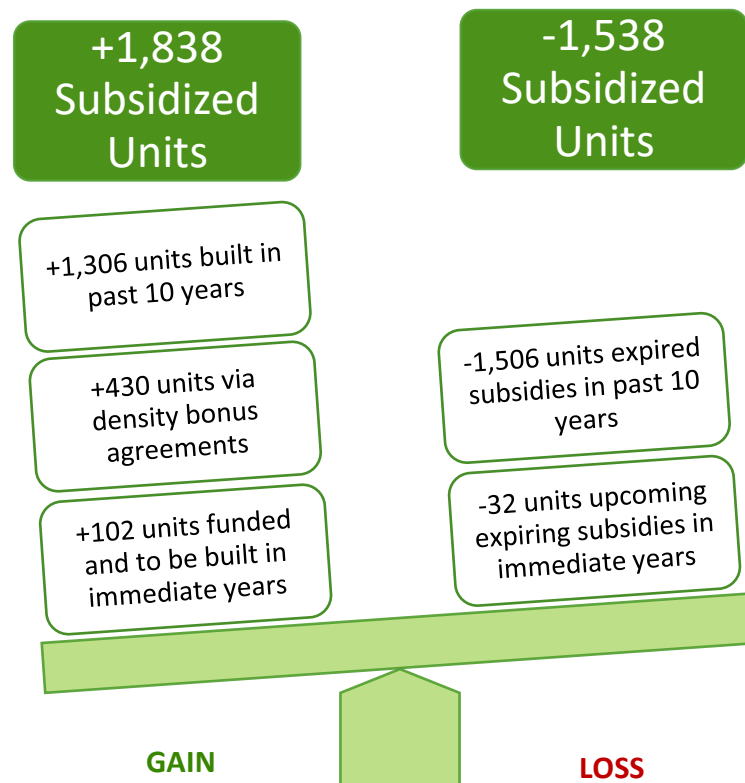 +1,838
Subsidized
Units
+1,306 units built in
past 10 years
+430 units via
density bonus
agreements
+102 units funded
and to be built in
immediate years
GAIN
-1,538
Subsidized
Units
-1,506 units expired
subsidies in past 10
years
-32 units upcoming
expiring subsidies in
immediate years
LOSS